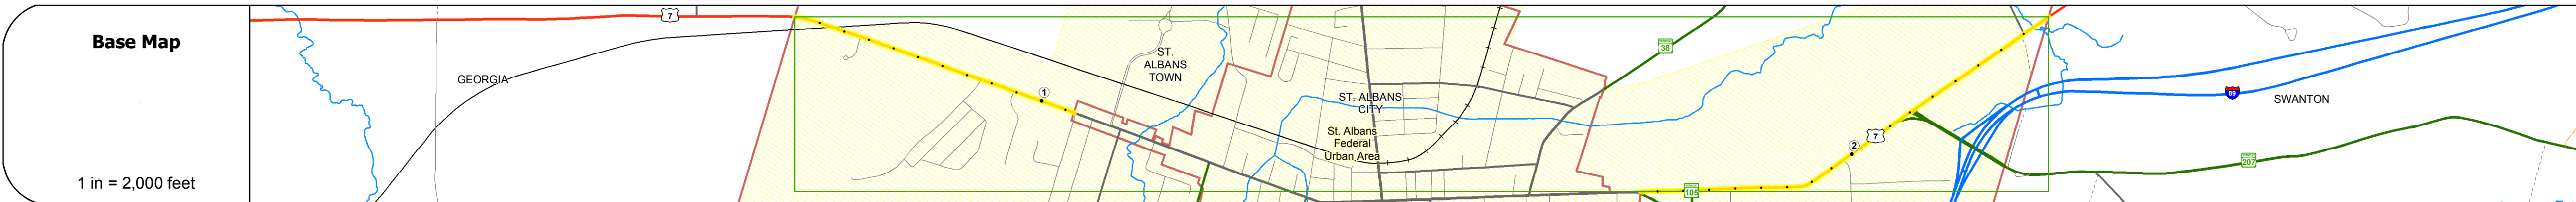 Base Map
1 in = 2,000 feet
7
GEORGIA
1
ST.
ALBANS
TOWN
ST. ALBANS
CITY
St. Albans
Federal
Urban Area
38
105
2
7
89
SWANTON
207